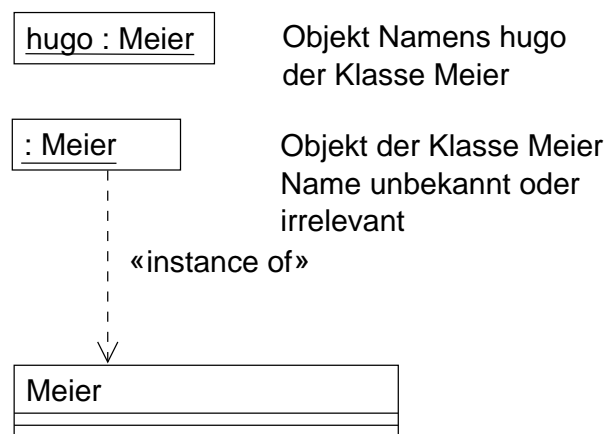 hugo : Meier
Objekt Namens hugo
der Klasse Meier
: Meier
Objekt der Klasse Meier
Name unbekannt oder
irrelevant
«instance of»
Meier